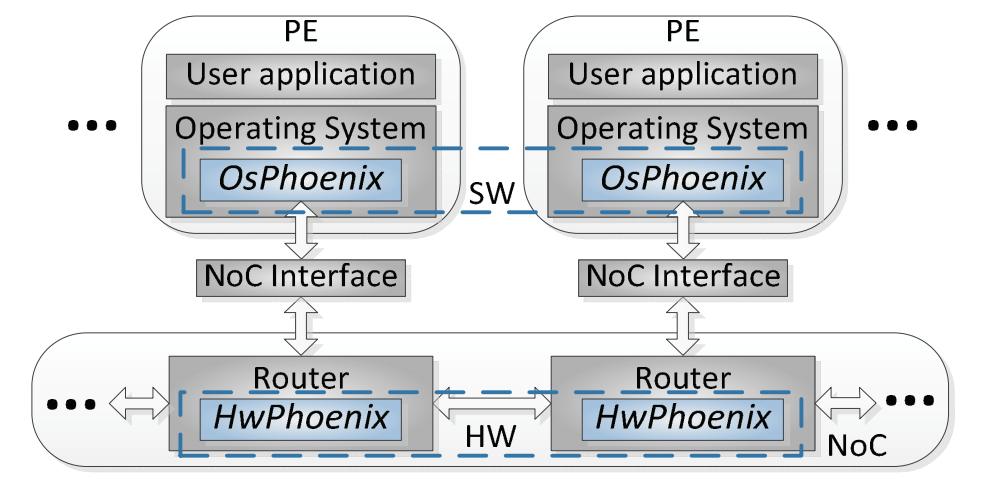 PE
User application
Operating System
OsPhoenix
NoC Interface
PE
User application
Operating System
OsPhoenix
NoC Interface
SW
Router
HwPhoenix
Router
HwPhoenix
HW
NoC